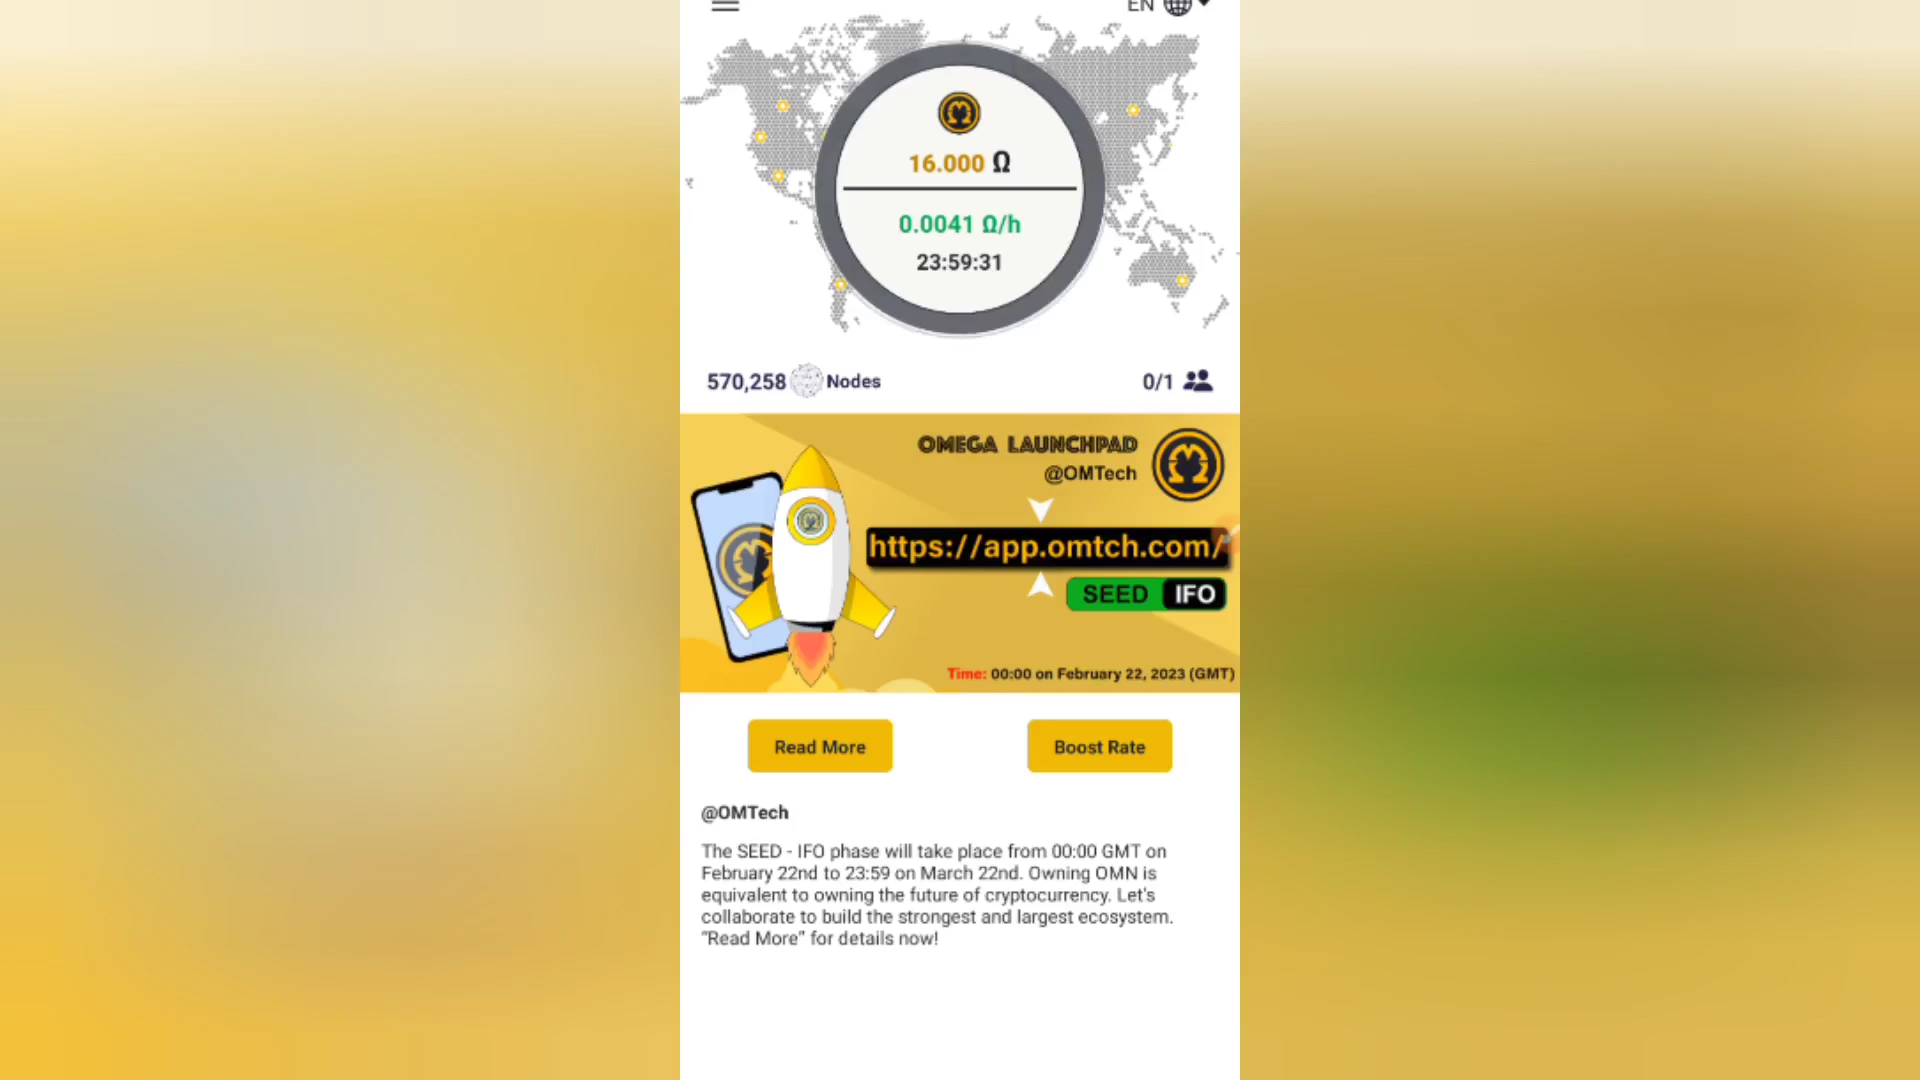 EN
16.000 Ω
0.0041 Ω/h
23:59:31
570,258 Nodes
0/1
OMEGA LAUNCHPAD
@OMTech
https://app.omtch.com/
SEED IFO
Time: 00:00 on February 22, 2023 (GMT)
Read More
Boost Rate
@OMTech
The SEED - IFO phase will take place from 00:00 GMT on
February 22nd to 23:59 on March 22nd. Owning OMN is
equivalent to owning the future of cryptocurrency. Let's
collaborate to build the strongest and largest ecosystem.
"Read More" for details now!